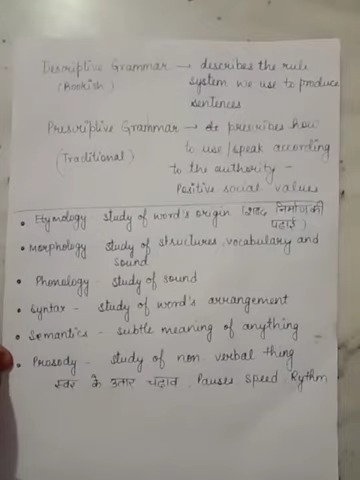 Descriptive Grammar → describes the rule
(Bookish) system we use to produce
sentences
Prescriptive Grammar → prescribes how
to use/speak according
(Traditional) to the authority -
Positive social values
• Etymology study of word's origin (शब्द निर्माण की
पढाई)
• Morphology study of structures, vocabulary and
sound
• Phonology - study of sound
• Syntax - study of word's arrangement
• Semantics - subtle meaning of anything
• Prosody - study of non verbal thing
स्वर के उतार चढ़ाव, Pauses, Speed, Rythm